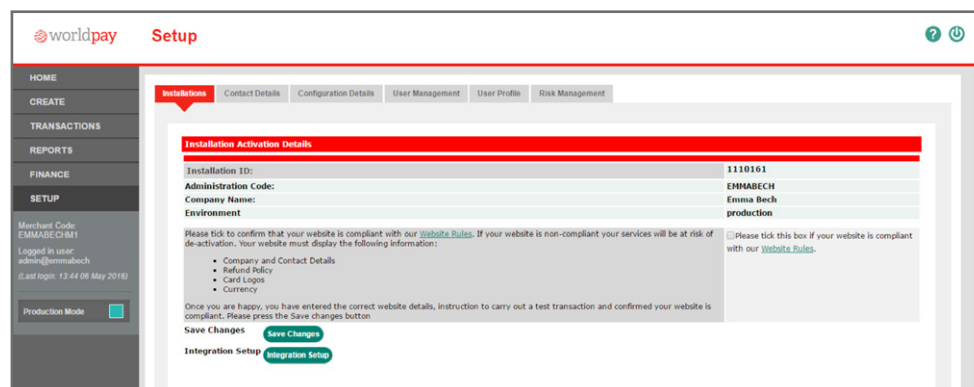 worldpay
Setup
?
HOME
CREATE
TRANSACTIONS
REPORTS
FINANCE
SETUP
Merchant Code:
EMMABECHM1
Logged in user:
admin@emmabech
(Last login: 13:44 06 May 2016)
Production Mode
Installations Contact Details Configuration Details User Management User Profile Risk Management
Installation Activation Details
Installation ID: 1110161
Administration Code: EMMABECH
Company Name: Emma Bech
Environment production
Please tick to confirm that your website is compliant with our Website Rules. If your website is non-compliant your services will be at risk of
de-activation. Your website must display the following information:
• Company and Contact Details
• Refund Policy
• Card Logos
• Currency
Once you are happy, you have entered the correct website details, instruction to carry out a test transaction and confirmed your website is
compliant. Please press the Save changes button
Please tick this box if your website is compliant
with our Website Rules.
Save Changes Save Changes
Integration Setup Integration Setup